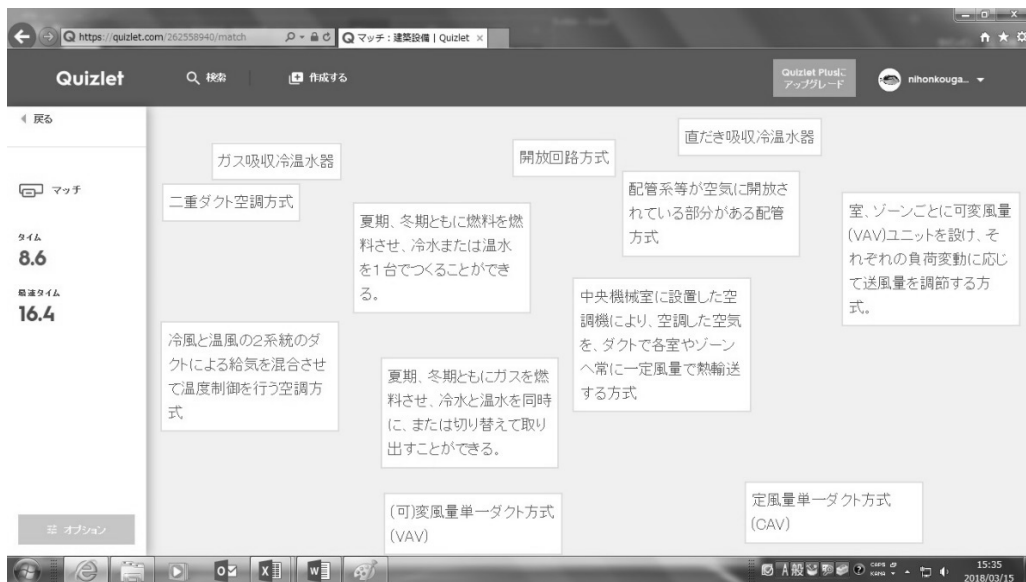 https://quizlet.com/262558940/match
マッチ:建築設備 | Quizlet
Quizlet
検索
作成する
Quizlet Plusに
アップグレード
nihonkouga...
戻る
マッチ
タイム
8.6
最速タイム
16.4
オプション
ガス吸収冷温水器
開放回路方式
直だき吸収冷温水器
二重ダクト空調方式
夏期、冬期ともに燃料を燃
料させ、冷水または温水
を1台でつくることができ
る。
配管系等が空気に開放さ
れている部分がある配管
方式
室、ゾーンごとに可変風量
(VAV)ユニットを設け、そ
れぞれの負荷変動に応じ
て送風量を調節する方
式。
冷風と温風の2系統のダ
クトによる給気を混合させ
て温度制御を行う空調方
式
夏期、冬期ともにガスを燃
料させ、冷水と温水を同時
に、または切り替えて取り
出すことができる。
中央機械室に設置した空
調機により、空調した空気
を、ダクトで各室やゾーン
へ常に一定風量で熱輸送
する方式
(可)変風量単一ダクト方式
(VAV)
定風量単一ダクト方式
(CAV)
A 般
CAPS
KANA
15:35
2018/03/15